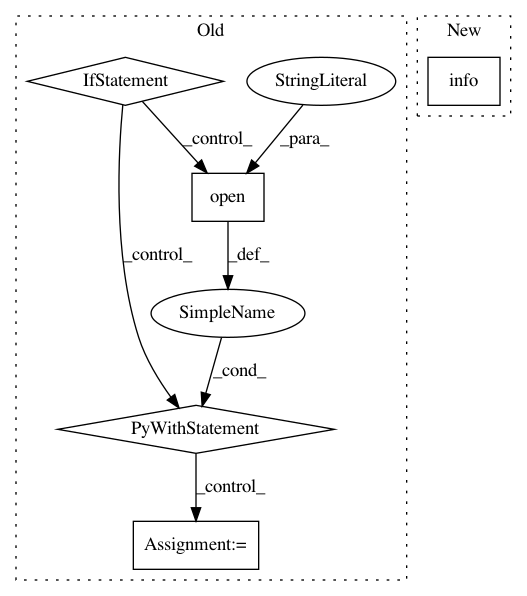 Old
New
IfStatement
StringLiteral
info
_control_
_para_
open
_control_
_def_
SimpleName
_cond_
PyWithStatement
_control_
Assignment:=